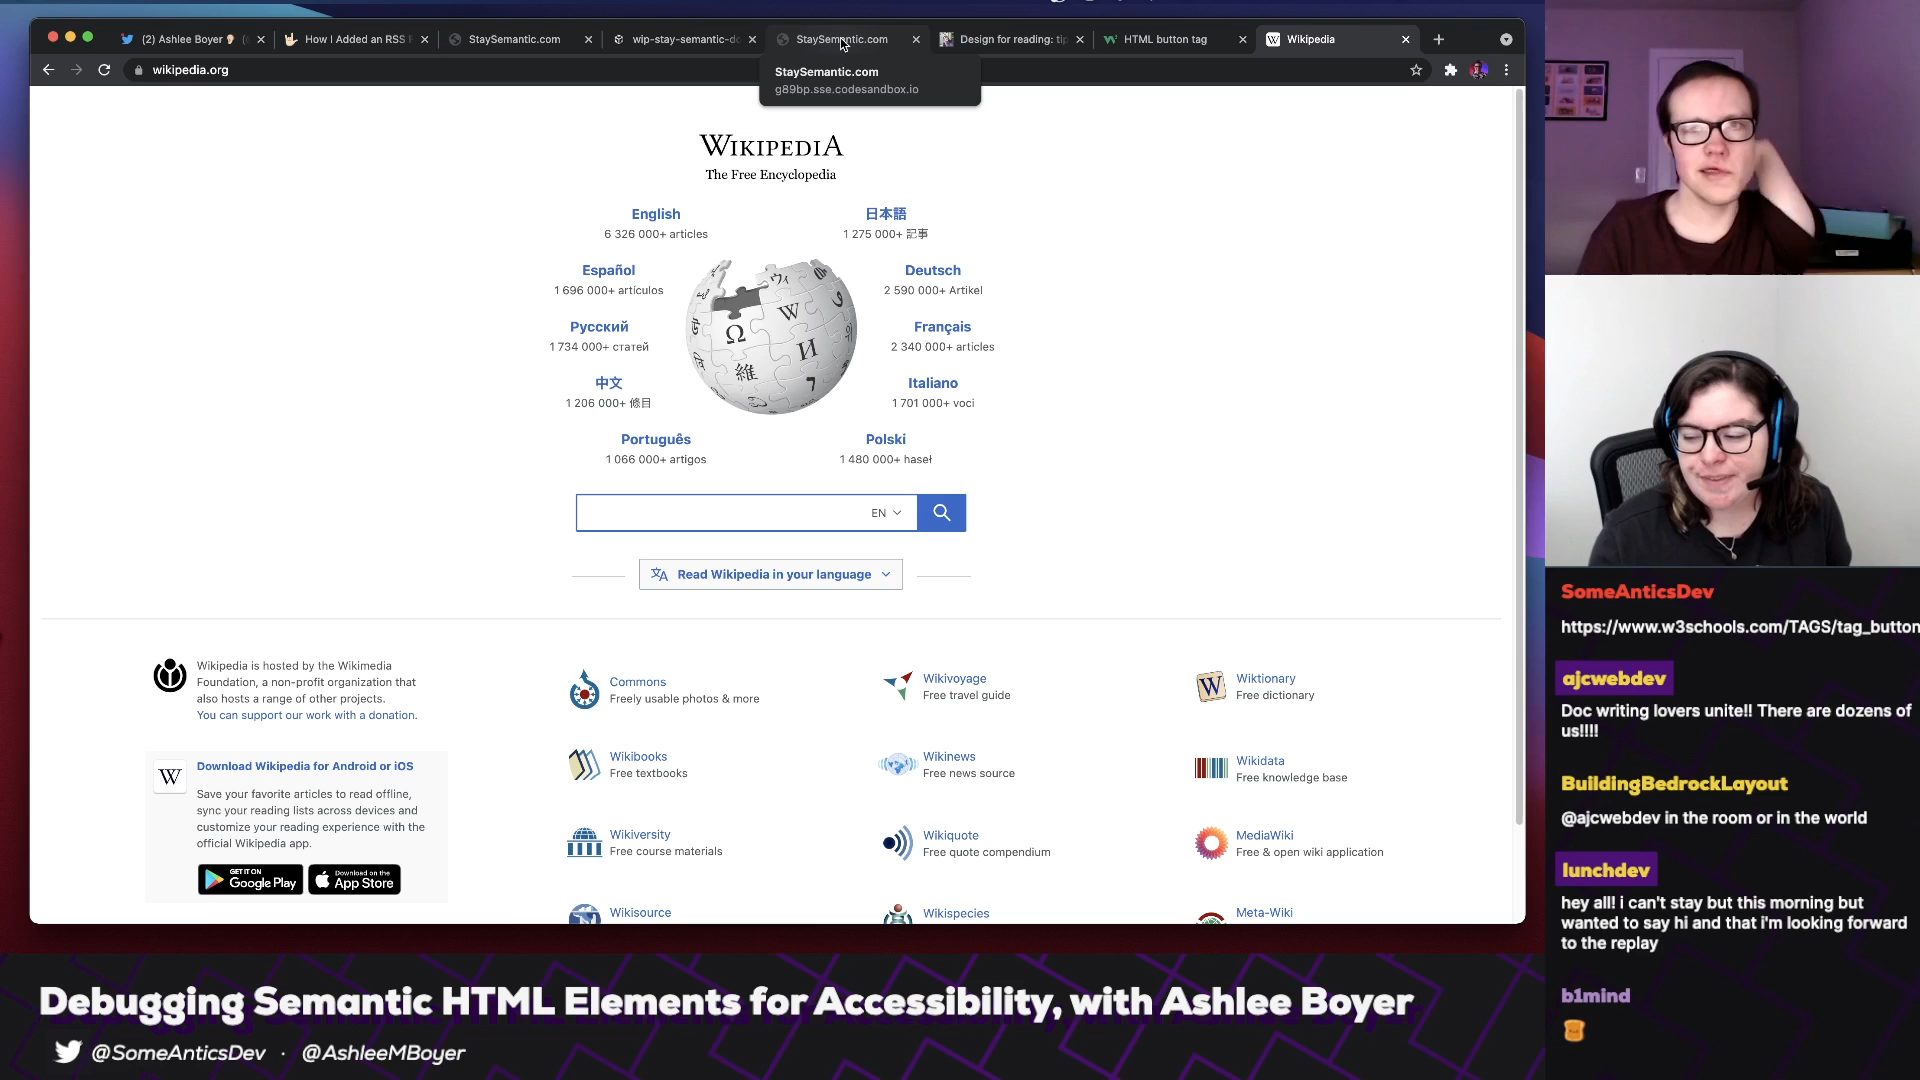 (2) Ashlee Boyer
How I Added an RSS
StaySemantic.com
wip-stay-semantic-do
StaySemantic.com
Design for reading: tip
HTML button tag
Wikipedia
wikipedia.org
StaySemantic.com
g89bp.sse.codesandbox.io
WIKIPEDIA
The Free Encyclopedia
English
6 326 000+ articles
日本語
1 275 000+ 記事
Español
1 696 000+ artículos
Deutsch
2 590 000+ Artikel
Русский
1 734 000+ статей
Français
2 340 000+ articles
中文
1 206 000+ 條目
Italiano
1 701 000+ voci
Português
1 066 000+ artigos
Polski
1 480 000+ haseł
Ω
W
И
維
EN
Read Wikipedia in your language
Wikipedia is hosted by the Wikimedia
Foundation, a non-profit organization that
also hosts a range of other projects.
You can support our work with a donation.
W
Download Wikipedia for Android or iOS
Save your favorite articles to read offline,
sync your reading lists across devices and
customize your reading experience with the
official Wikipedia app.
GET IT ON
Google Play
Download on the
App Store
Commons
Freely usable photos & more
Wikivoyage
Free travel guide
W
Wiktionary
Free dictionary
Wikibooks
Free textbooks
Wikinews
Free news source
Wikidata
Free knowledge base
Wikiversity
Free course materials
Wikiquote
Free quote compendium
MediaWiki
Free & open wiki application
Wikisource
Wikispecies
Meta-Wiki
SomeAnticsDev
https://www.w3schools.com/TAGS/tag_button
ajcwebdev
Doc writing lovers unite!! There are dozens of
us!!!!
BuildingBedrockLayout
@ajcwebdev in the room or in the world
lunchdev
hey all! i can't stay but this morning but
wanted to say hi and that i'm looking forward
to the replay
b1mind
Debugging Semantic HTML Elements for Accessibility, with Ashlee Boyer
@SomeAnticsDev · @AshleeMBoyer